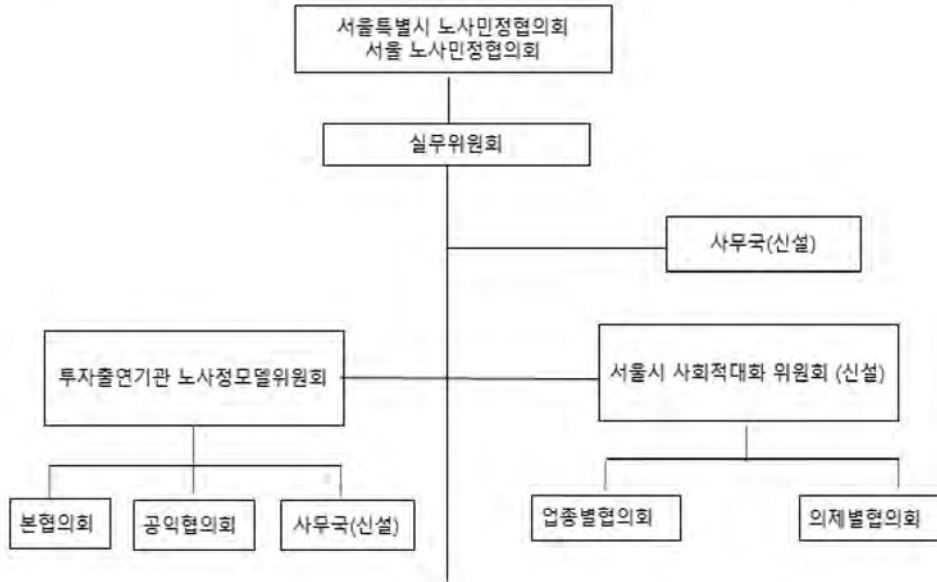 서울특별시 노사민정협의회
서울 노사민정협의회
실무위원회
사무국(신설)
투자출연기관 노사정모델위원회
서울시 사회적대화 위원회 (신설)
본협의회
공익협의회
사무국(신설)
업종별협의회
의제별협의회